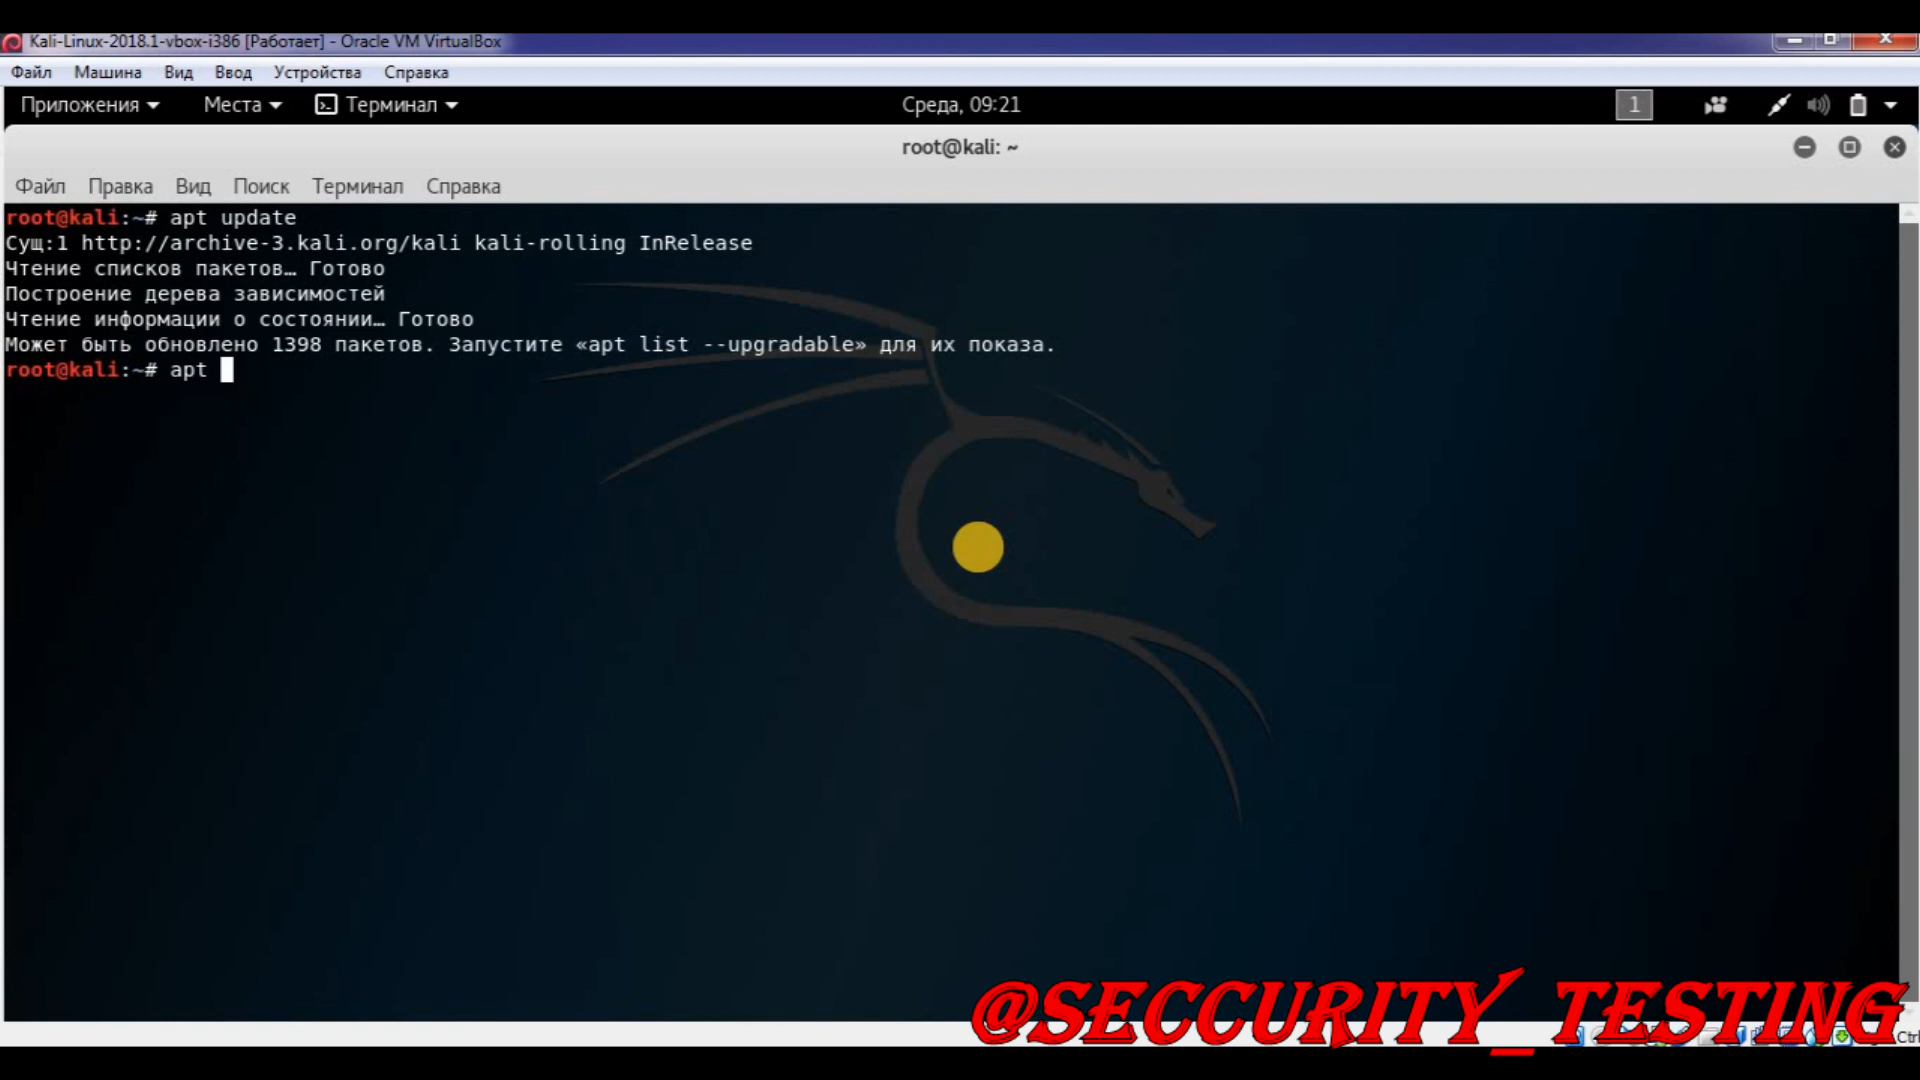 Kali-Linux-2018.1-vbox-i386 [Работает] - Oracle VM VirtualBox
Файл Машина Вид Ввод Устройства Справка
Приложения Места Терминал Среда, 09:21 1
root@kali: ~
Файл Правка Вид Поиск Терминал Справка
root@kali:~# apt update
Сущ:1 http://archive-3.kali.org/kali kali-rolling InRelease
Чтение списков пакетов… Готово
Построение дерева зависимостей
Чтение информации о состоянии… Готово
Может быть обновлено 1398 пакетов. Запустите «apt list --upgradable» для их показа.
root@kali:~# apt
@SECCURITY_TESTING
Ctrl